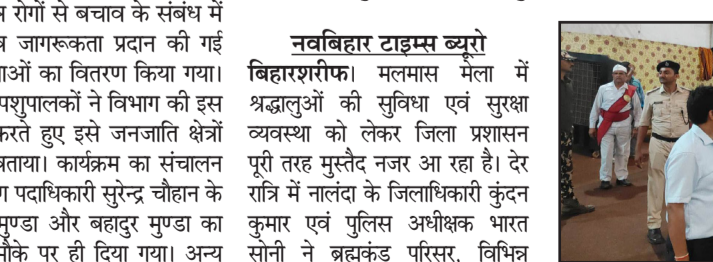 रोगों से बचाव के संबंध में
जागरूकता प्रदान की गई
का वितरण किया गया।
पशुपालकों ने विभाग की इस
करते हुए इसे जनजाति क्षेत्रों
बताया। कार्यक्रम का संचालन
पदाधिकारी सुरेन्द्र चौहान के
मुण्डा और बहादुर मुण्डा का
मौके पर ही दिया गया। अन्य
नवबिहार टाइम्स ब्यूरो
बिहारशरीफ। मलमास मेला में
श्रद्धालुओं की सुविधा एवं सुरक्षा
व्यवस्था को लेकर जिला प्रशासन
पूरी तरह मुस्तैद नजर आ रहा है। देर
रात्रि में नालंदा के जिलाधिकारी कुंदन
कुमार एवं पुलिस अधीक्षक भारत
सोनी ने ब्रह्मकुंड परिसर, विभिन्न